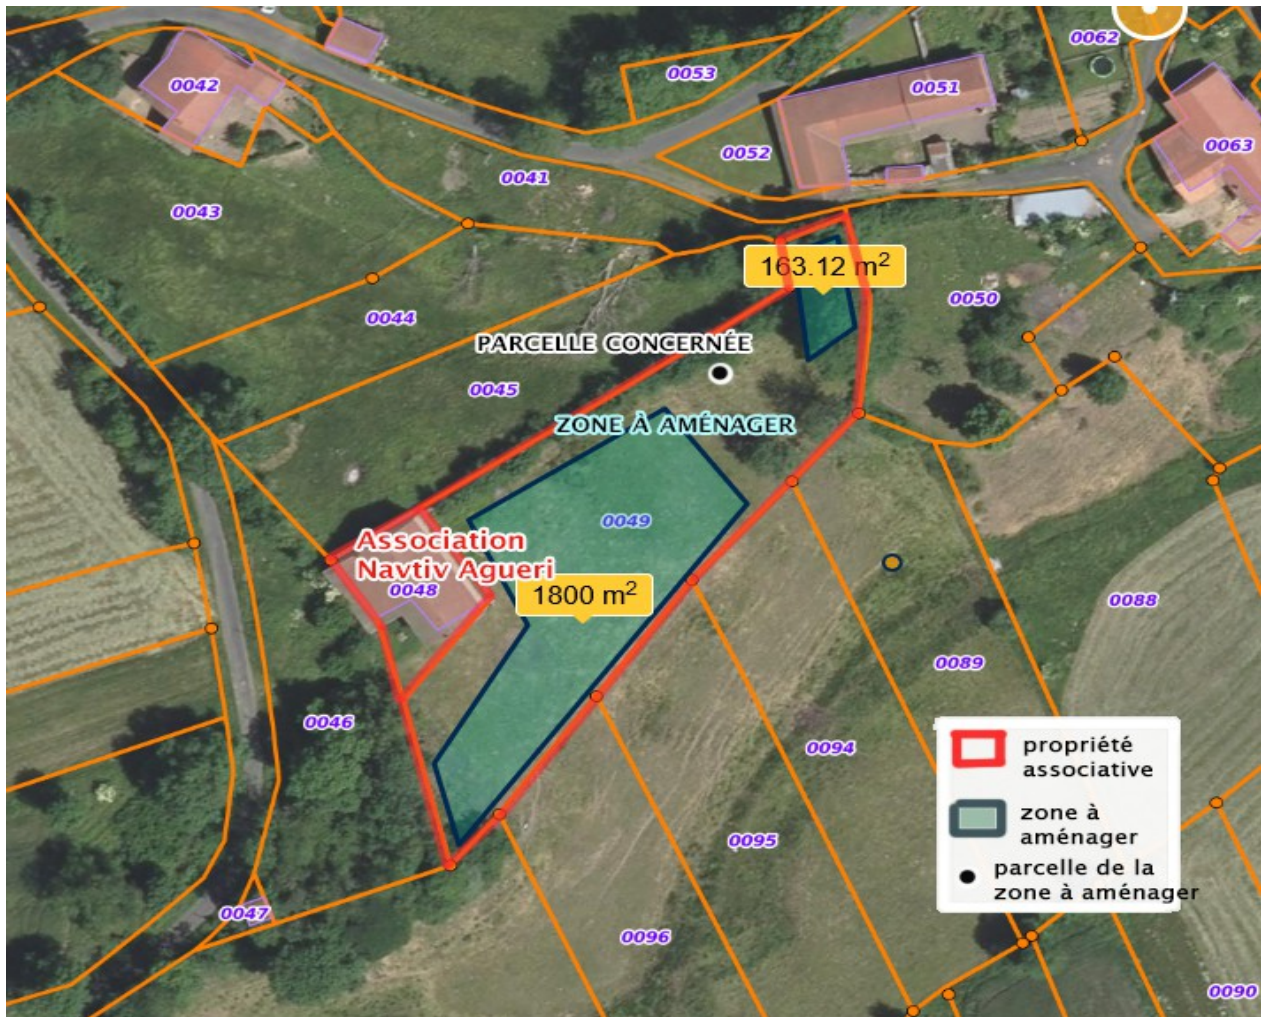 0062
0053
0042
0051
0052
0063
0041
0043
163.12 m²
0050
0044
PARCELLE CONCERNÉE
0045
ZONE À AMÉNAGER
0049
Association
Navtiv Agueri
0048
1800 m²
0088
0089
0046
0094
propriété
associative
zone à
aménager
0095
parcelle de la
zone à aménager
0047
0096
0090